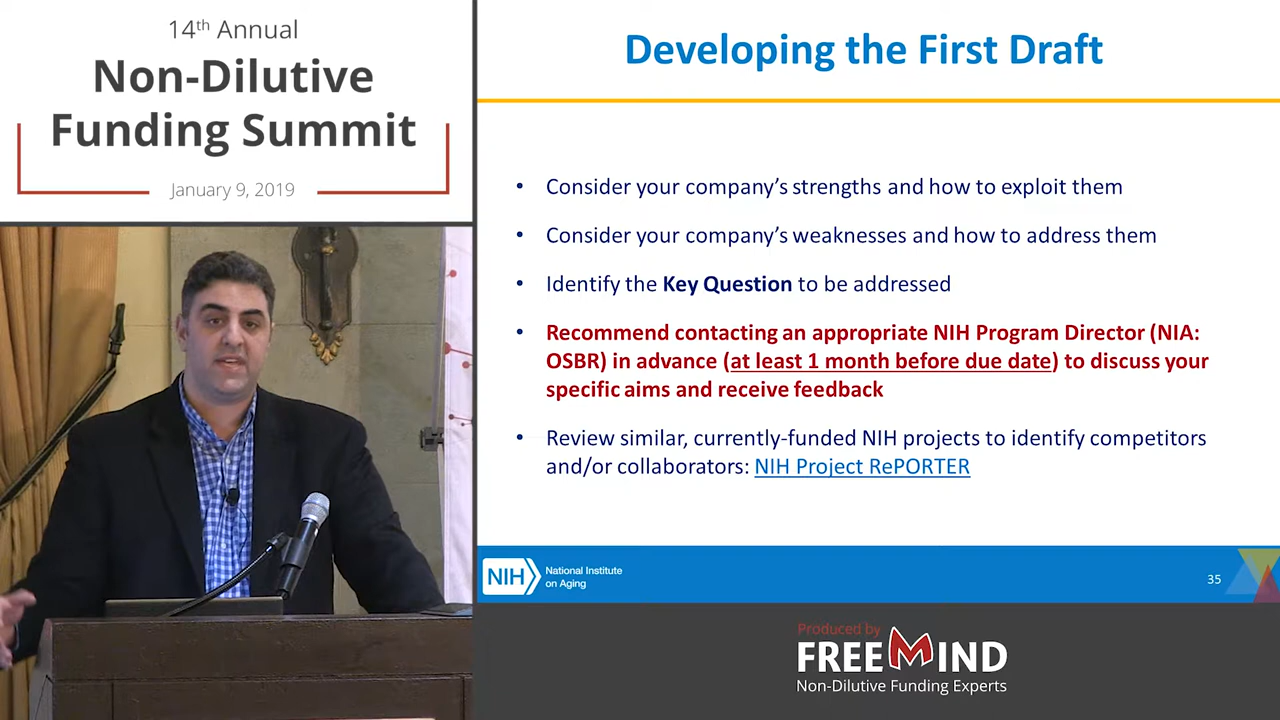 14th Annual
Non-Dilutive
Funding Summit
January 9, 2019
Developing the First Draft
• Consider your company's strengths and how to exploit them
• Consider your company's weaknesses and how to address them
• Identify the Key Question to be addressed
• Recommend contacting an appropriate NIH Program Director (NIA:
OSBR) in advance (at least 1 month before due date) to discuss your
specific aims and receive feedback
• Review similar, currently-funded NIH projects to identify competitors
and/or collaborators: NIH Project RePORTER
NIH
National Institute
on Aging
35
Produced by
FREEMIND
Non-Dilutive Funding Experts